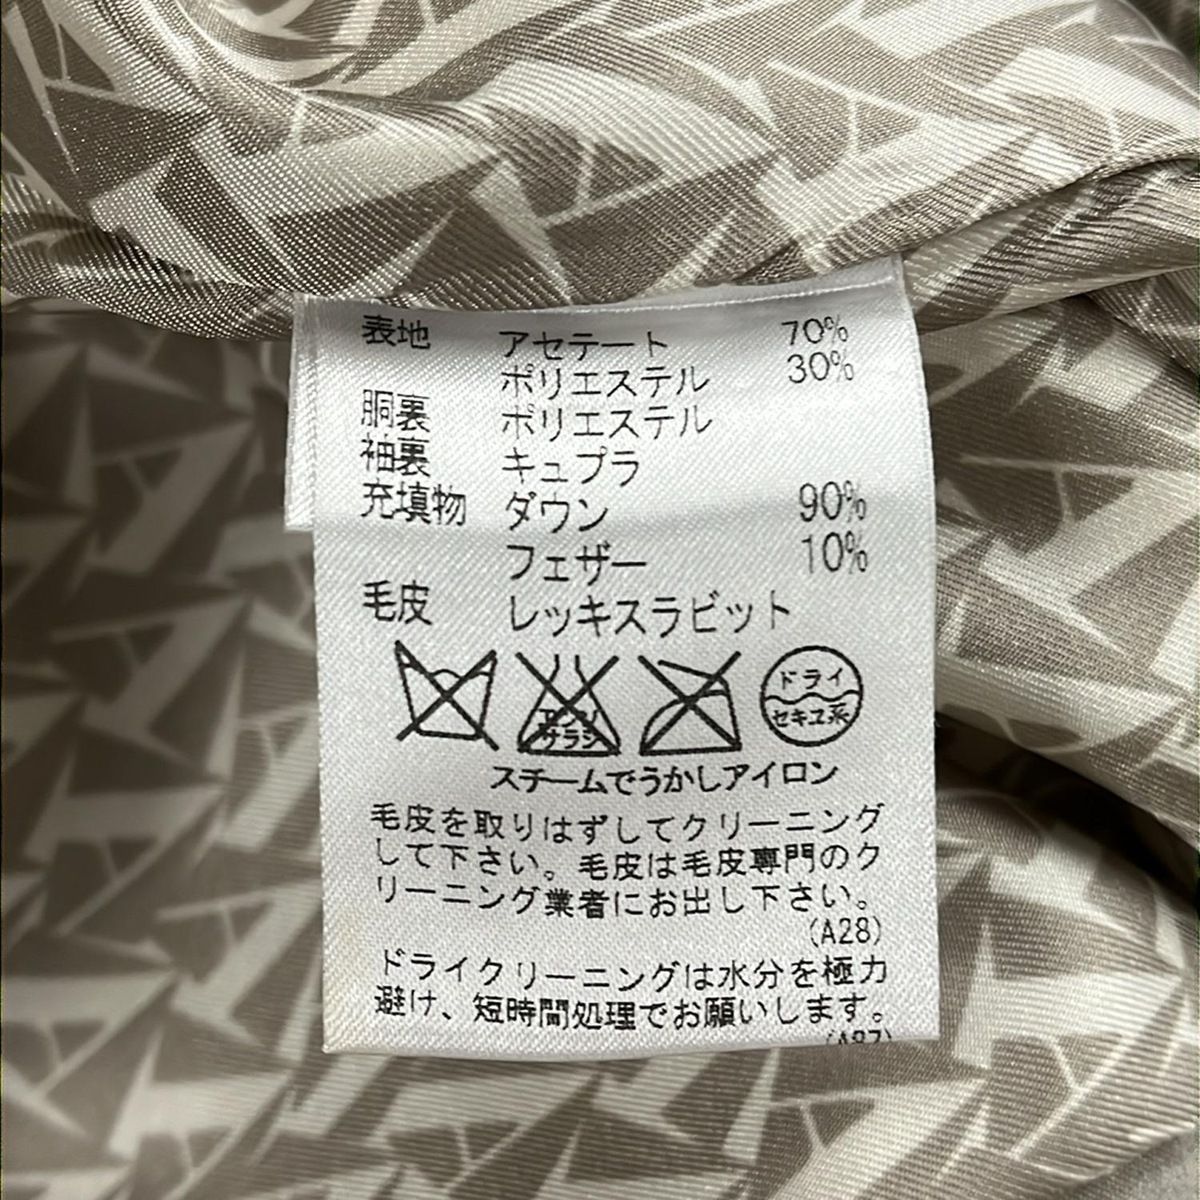 表地 アセテート 70%
ポリエステル 30%
胴裏 ポリエステル
袖裏 キュプラ
充填物 ダウン 90%
フェザー 10%
毛皮 レッキスラビット
エンソ サラシ
ドライ
セキユ系
スチームでうかしアイロン
毛皮を取りはずしてクリーニング
して下さい。毛皮は毛皮専門のク
リーニング業者にお出し下さい。
(A28)
ドライクリーニングは水分を極力
避け、短時間処理でお願いします。